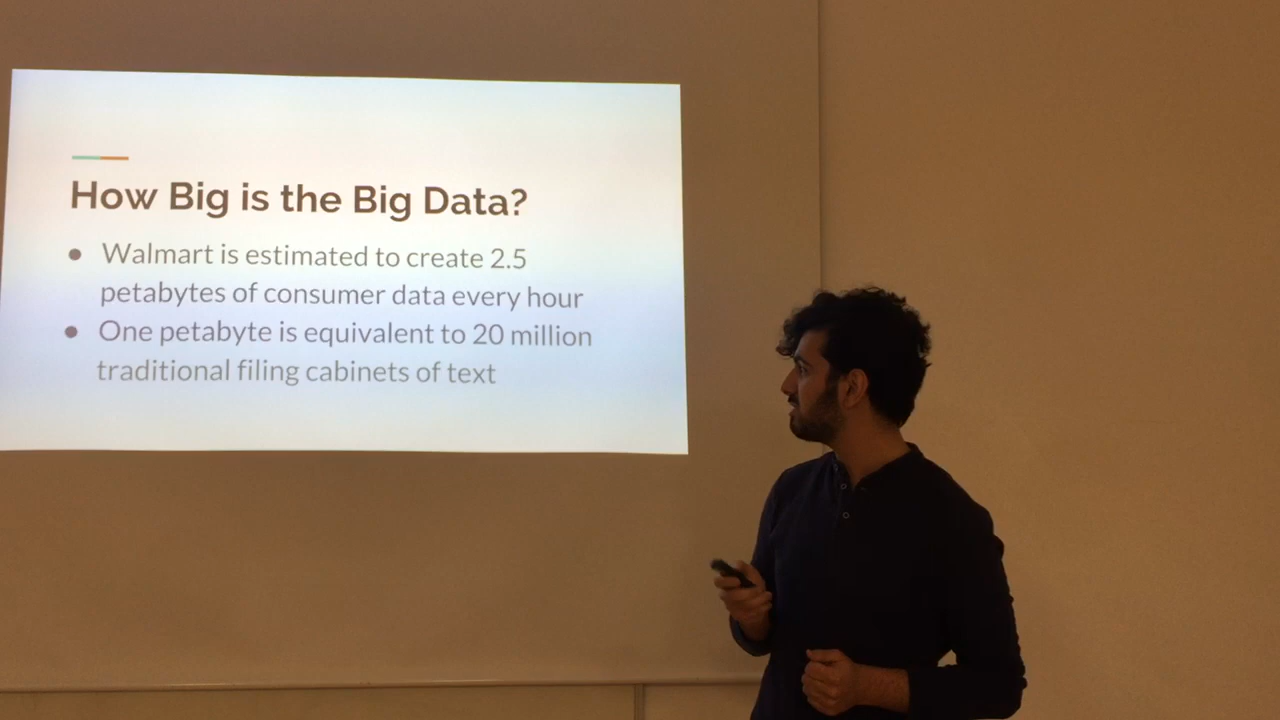 How Big is the Big Data?
● Walmart is estimated to create 2.5
petabytes of consumer data every hour
● One petabyte is equivalent to 20 million
traditional filing cabinets of text